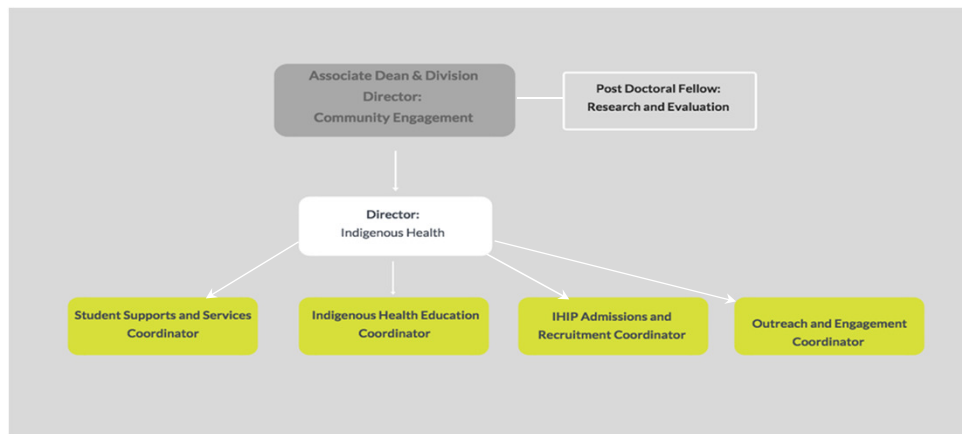 Associate Dean & Division
Director:
Community Engagement
Post Doctoral Fellow:
Research and Evaluation
Director:
Indigenous Health
Student Supports and Services
Coordinator
Indigenous Health Education
Coordinator
IHIP Admissions and
Recruitment Coordinator
Outreach and Engagement
Coordinator